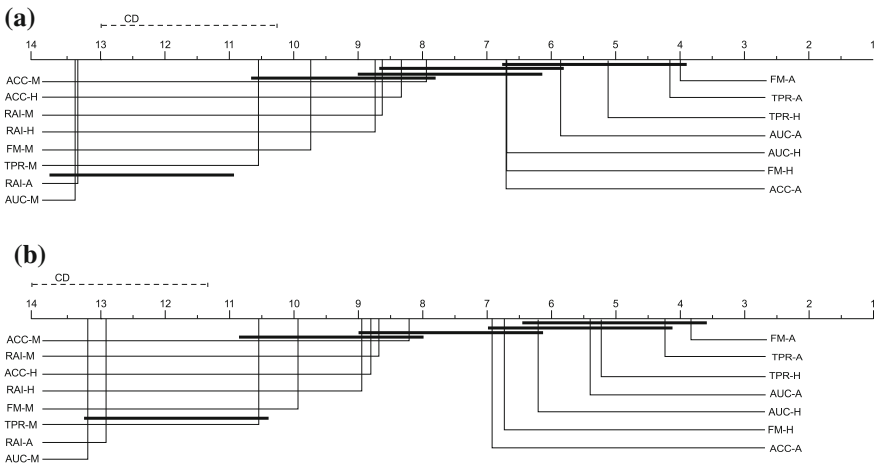 (a)
CD
14 13 12 11 10 9 8 7 6 5 4 3 2 1
ACC-M
ACC-H
RAI-M
RAI-H
FM-M
TPR-M
RAI-A
AUC-M
FM-A
TPR-A
TPR-H
AUC-A
AUC-H
FM-H
ACC-A
(b)
CD
14 13 12 11 10 9 8 7 6 5 4 3 2 1
ACC-M
RAI-M
ACC-H
RAI-H
FM-M
TPR-M
RAI-A
AUC-M
FM-A
TPR-A
TPR-H
AUC-A
AUC-H
FM-H
ACC-A